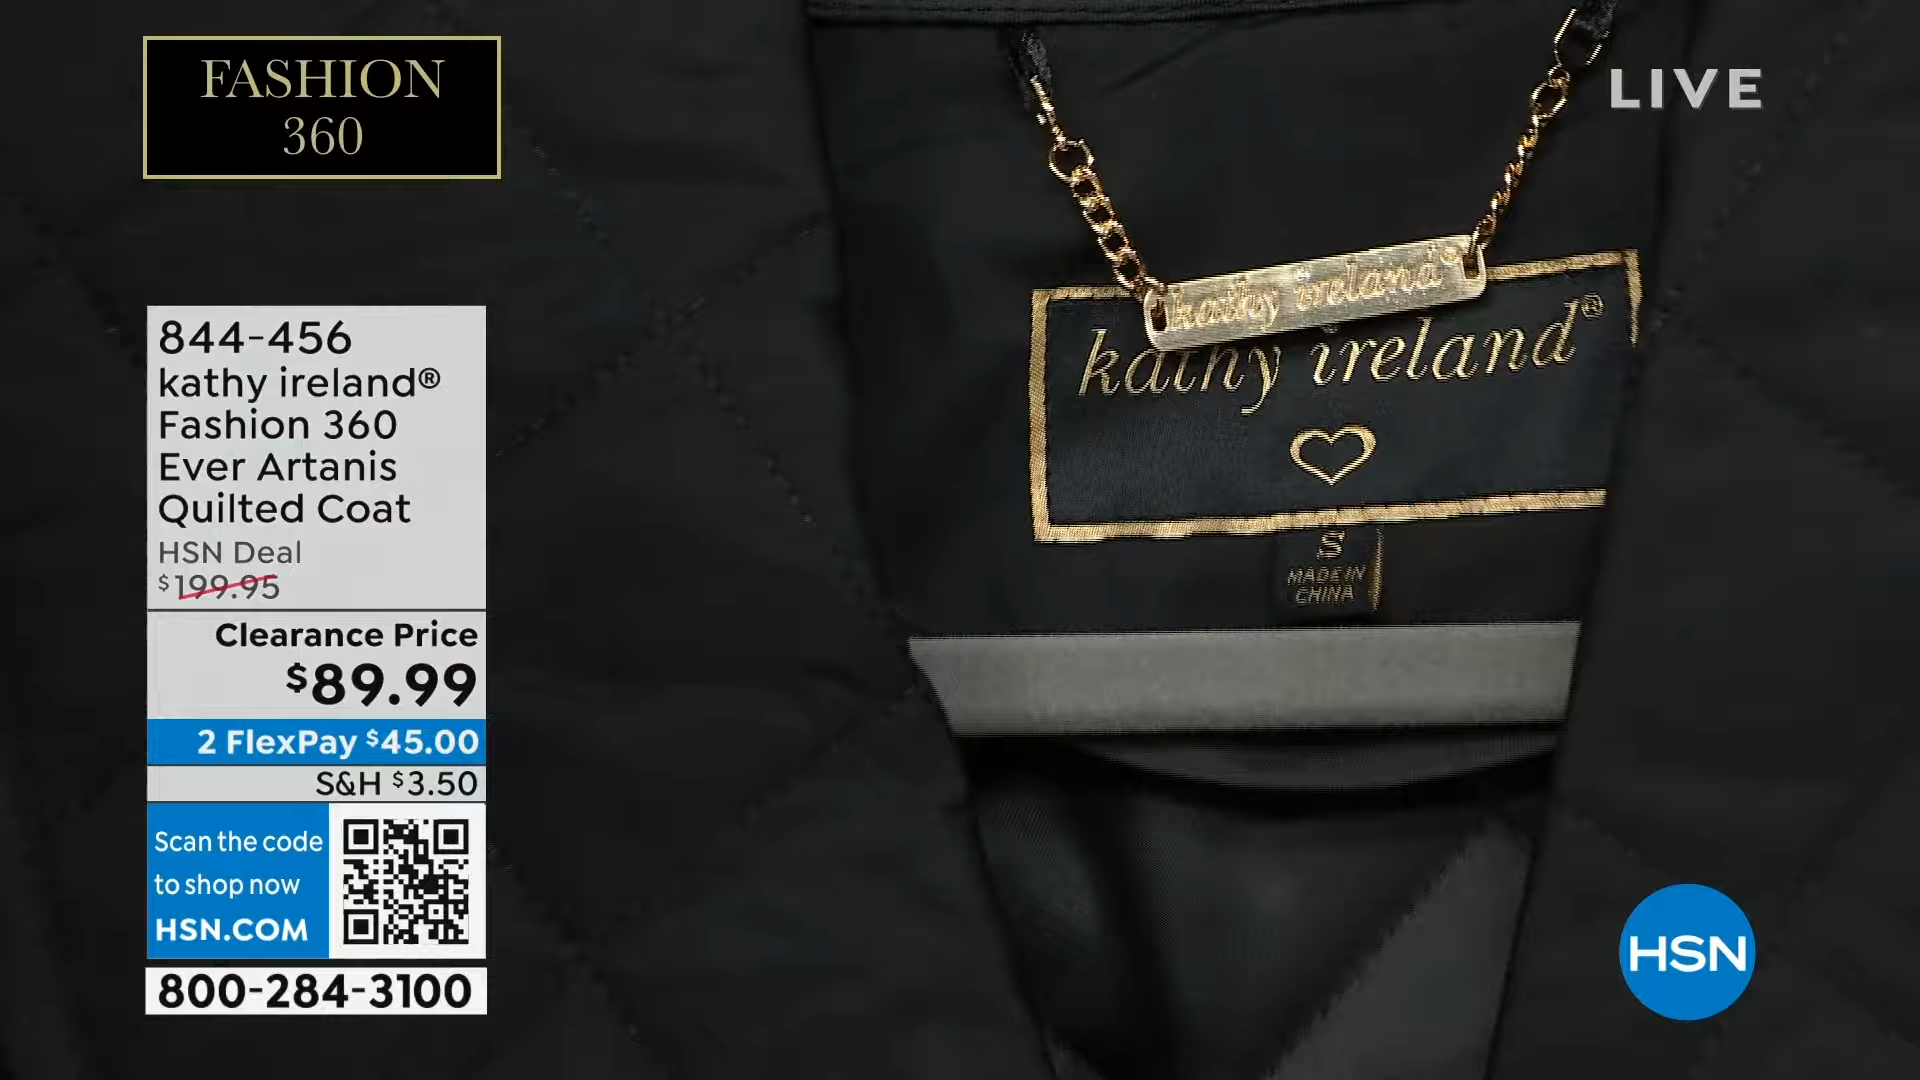 FASHION
360
LIVE
844-456
kathy ireland®
Fashion 360
Ever Artanis
Quilted Coat
HSN Deal
$199.95
Clearance Price
$89.99
2 FlexPay $45.00
S&H $3.50
Scan the code
to shop now
HSN.COM
800-284-3100
kathy ireland®
kathy ireland®
S
MADE IN
CHINA
HSN